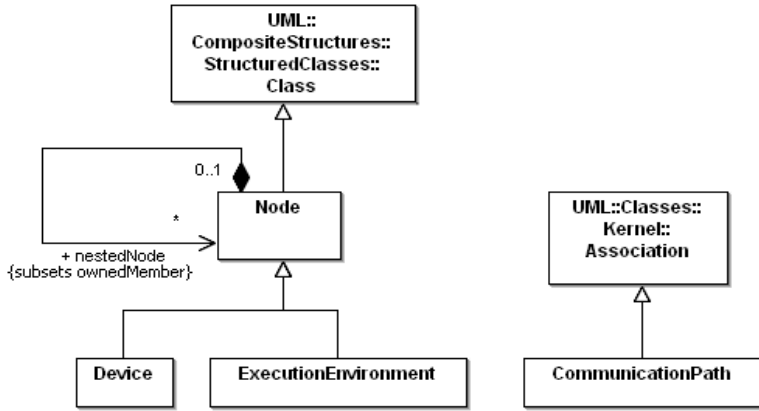 UML::
CompositeStructures::
StructuredClasses::
Class
0..1
Node
*
+ nestedNode
{subsets ownedMember}
UML::Classes::
Kernel::
Association
Device
ExecutionEnvironment
CommunicationPath